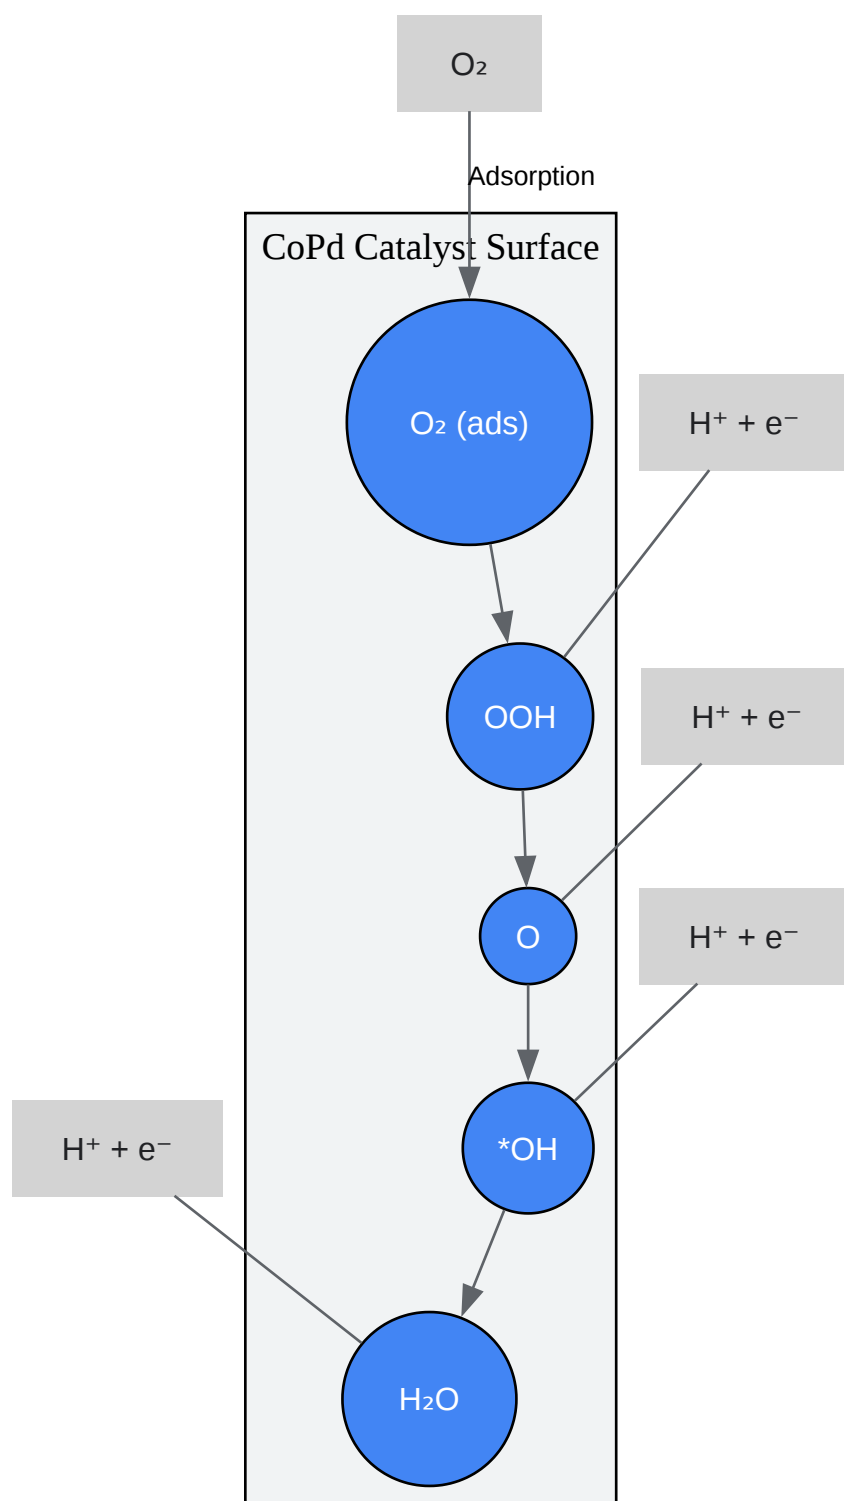 O₂
Adsorption
CoPd Catalyst Surface
O₂ (ads)
H⁺ + e⁻
OOH
H⁺ + e⁻
O
H⁺ + e⁻
*OH
H⁺ + e⁻
H₂O